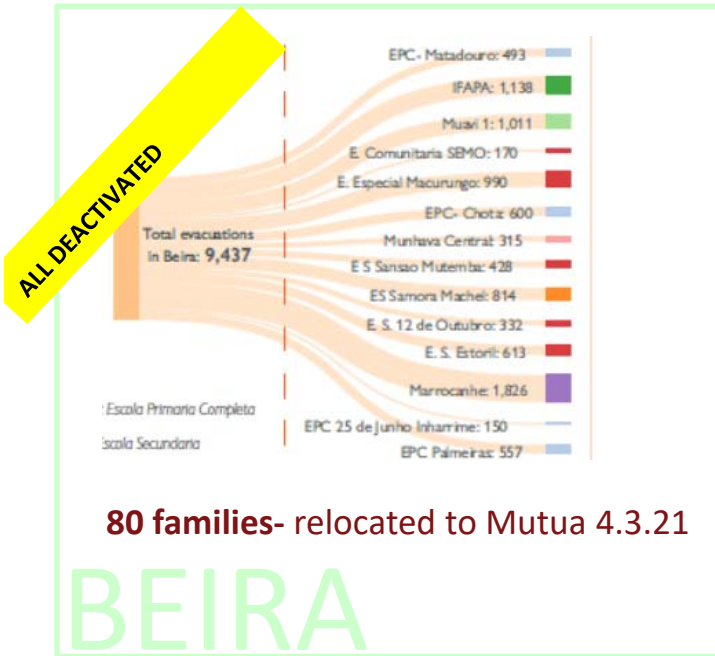 ALL DEACTIVATED
EPC- Matadouro: 493
IFAPA: 1,138
Muavi 1: 1,011
E. Comunitaria SEMO: 170
E. Especial Macurungo: 990
EPC- Chota: 600
Total evacuations
in Beira: 9,437
Munhava Central: 315
E S Sansao Mutemba: 428
ES Samora Machel: 814
E. S. 12 de Outubro: 332
E. S. Estoril: 613
Marrocanhe: 1,826
: Escola Primaria Completa
EPC 25 de Junho Inharrime: 150
Escola Secundaria
EPC Palmeiras: 557
80 families- relocated to Mutua 4.3.21
BEIRA